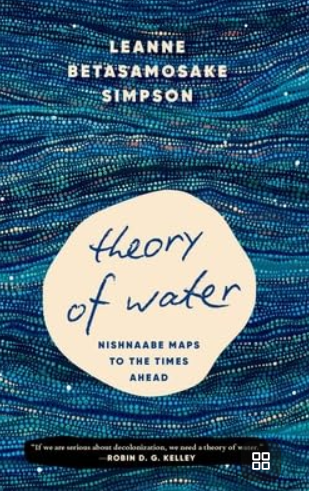 LEANNE
BETASAMOSAKE
SIMPSON
theory
of water
NISHNAABE MAPS
TO THE TIMES
AHEAD
"If we are serious about decolonization, we need a theory of water."
—ROBIN D. G. KELLEY